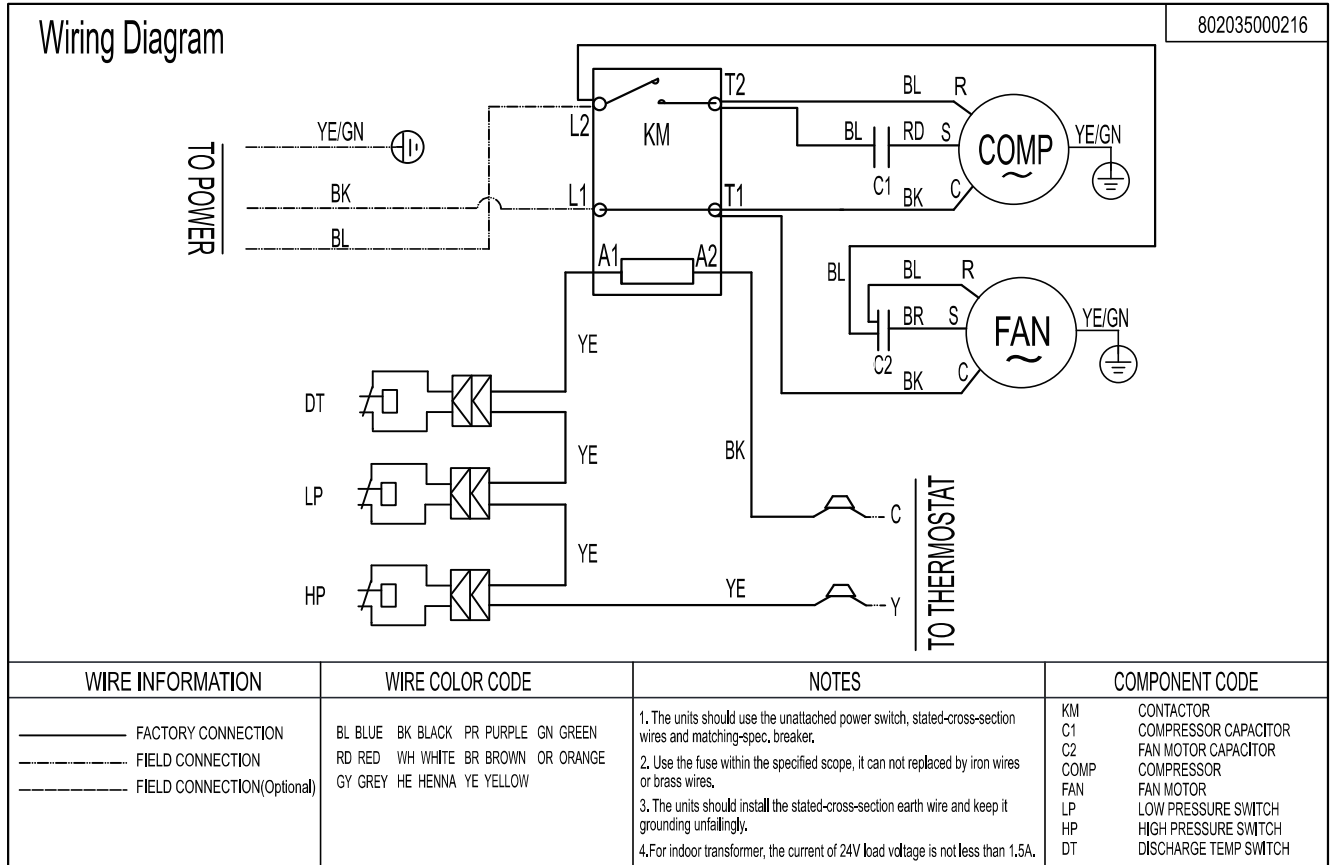 Wiring Diagram
802035000216
TO POWER
YE/GN
BK
BL
L2
T2
KM
L1
T1
A1
A2
BL
R
BL
RD
S
C1
COMP
YE/GN
BK
C
BL
BL
R
BR
S
C2
FAN
YE/GN
BK
C
YE
DT
YE
LP
YE
HP
BK
C
YE
Y
TO THERMOSTAT
WIRE INFORMATION
FACTORY CONNECTION
FIELD CONNECTION
FIELD CONNECTION(Optional)
WIRE COLOR CODE
BL BLUE BK BLACK PR PURPLE GN GREEN
RD RED WH WHITE BR BROWN OR ORANGE
GY GREY HE HENNA YE YELLOW
NOTES
1. The units should use the unattached power switch, stated-cross-section
wires and matching-spec. breaker.
2. Use the fuse within the specified scope, it can not replaced by iron wires
or brass wires.
3. The units should install the stated-cross-section earth wire and keep it
grounding unfailingly.
4.For indoor transformer, the current of 24V load voltage is not less than 1.5A.
COMPONENT CODE
KM CONTACTOR
C1 COMPRESSOR CAPACITOR
C2 FAN MOTOR CAPACITOR
COMP COMPRESSOR
FAN FAN MOTOR
LP LOW PRESSURE SWITCH
HP HIGH PRESSURE SWITCH
DT DISCHARGE TEMP SWITCH